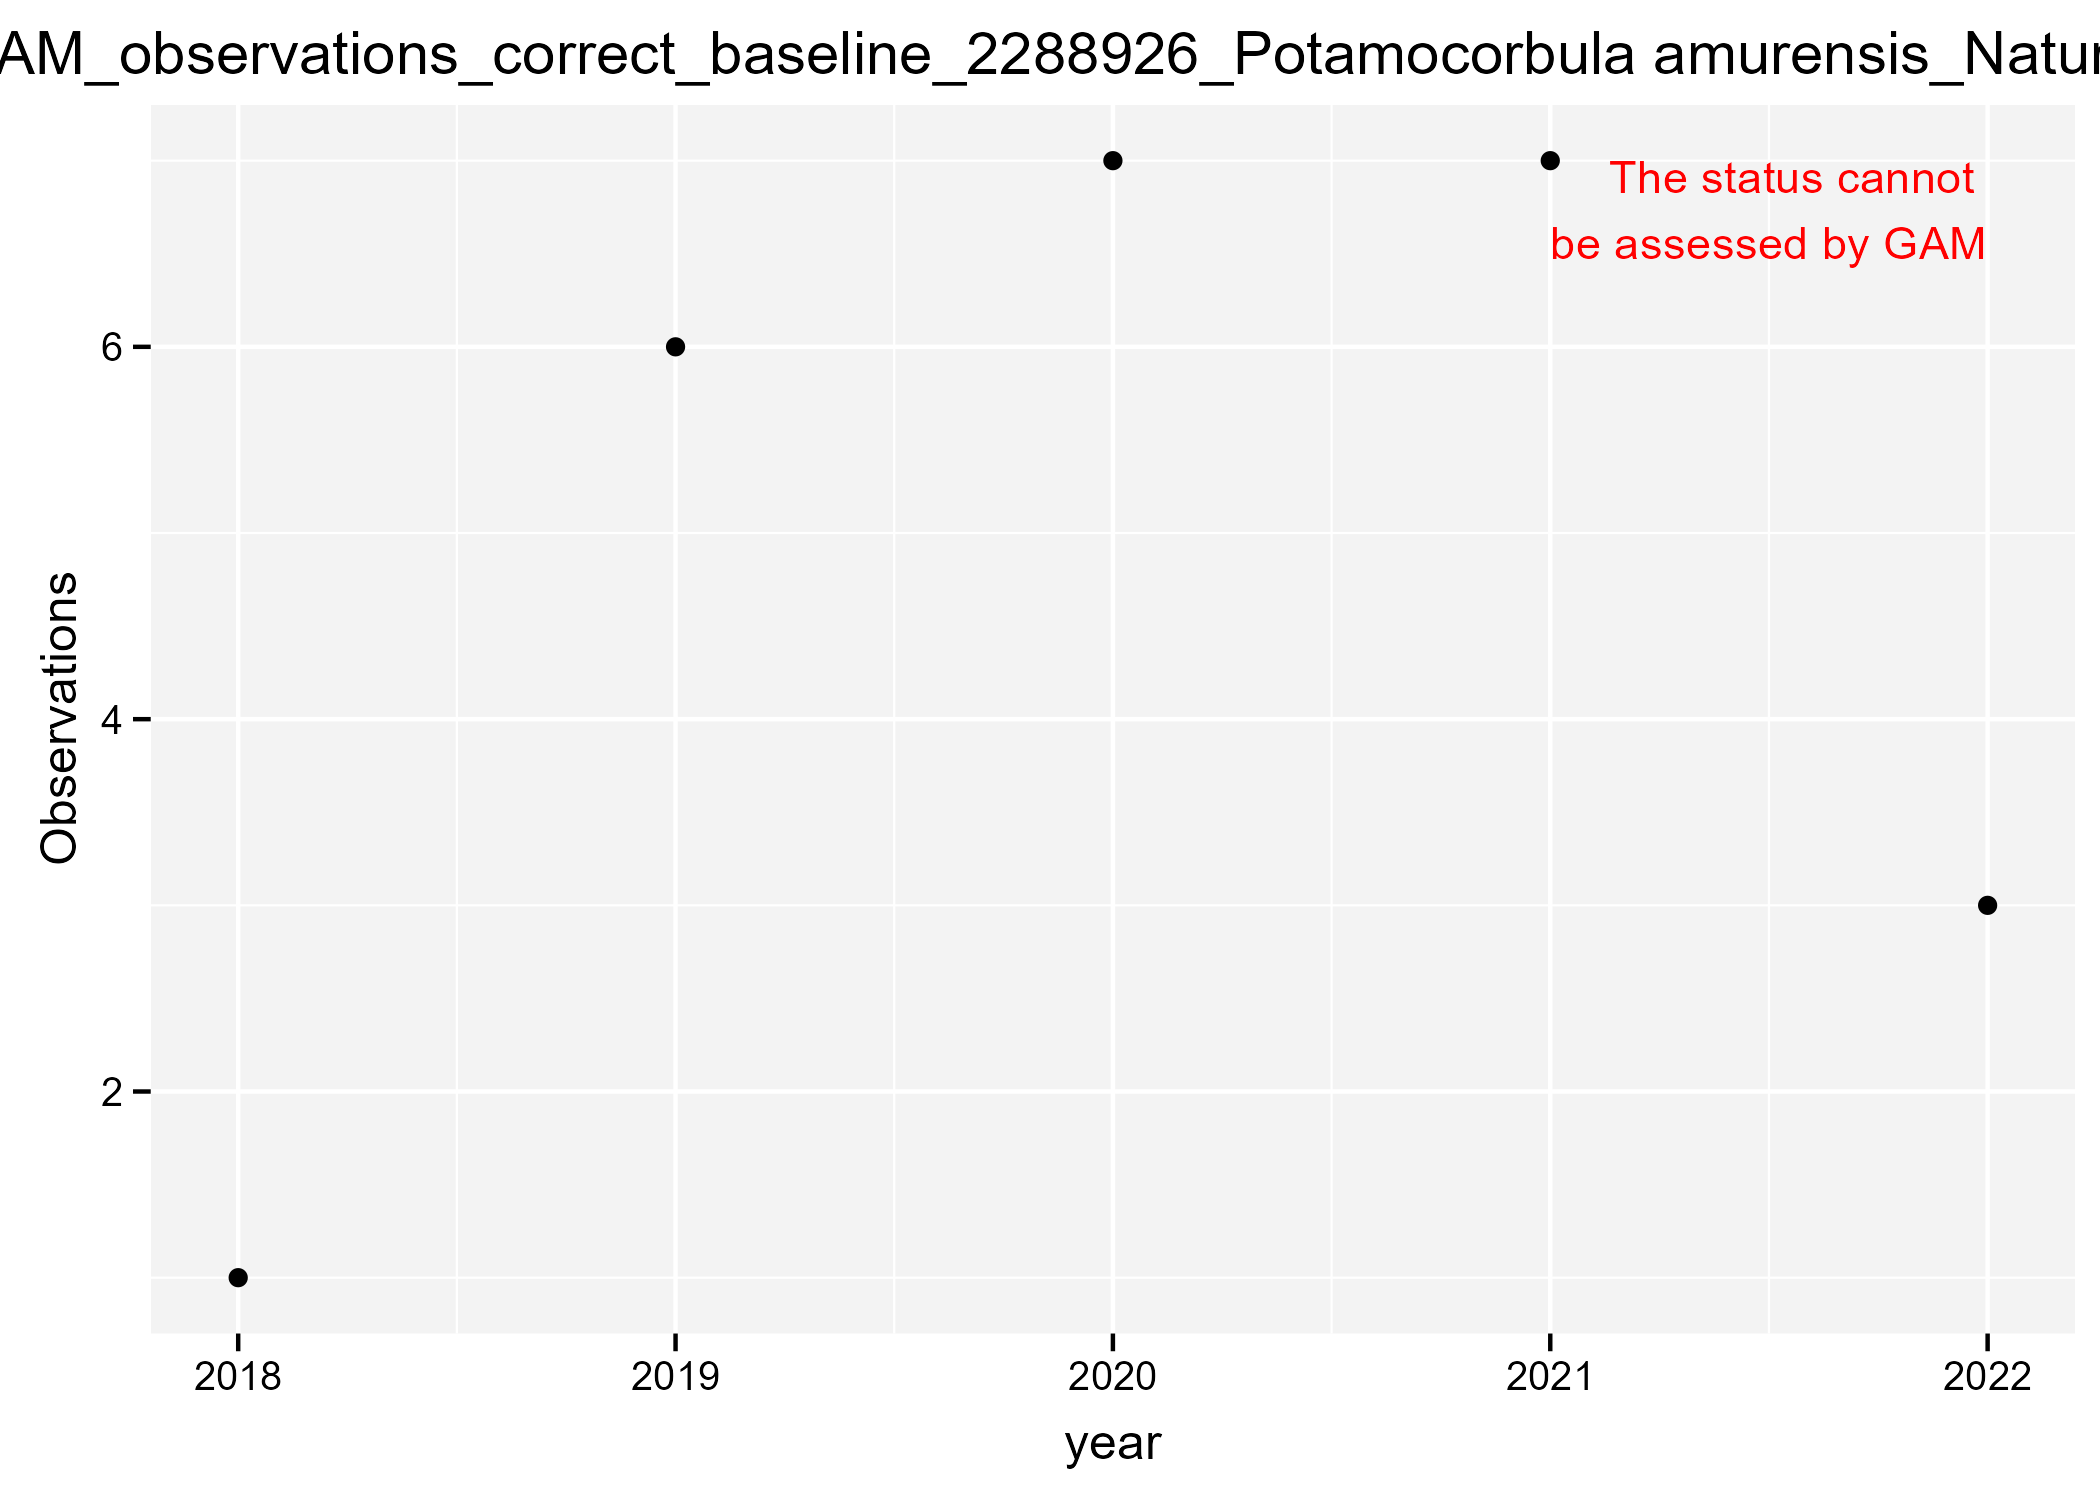 AM_observations_correct_baseline_2288926_Potamocorbula amurensis_Natur
The status cannot
be assessed by GAM
Observations
6
4
2
2018 2019 2020 2021 2022
year